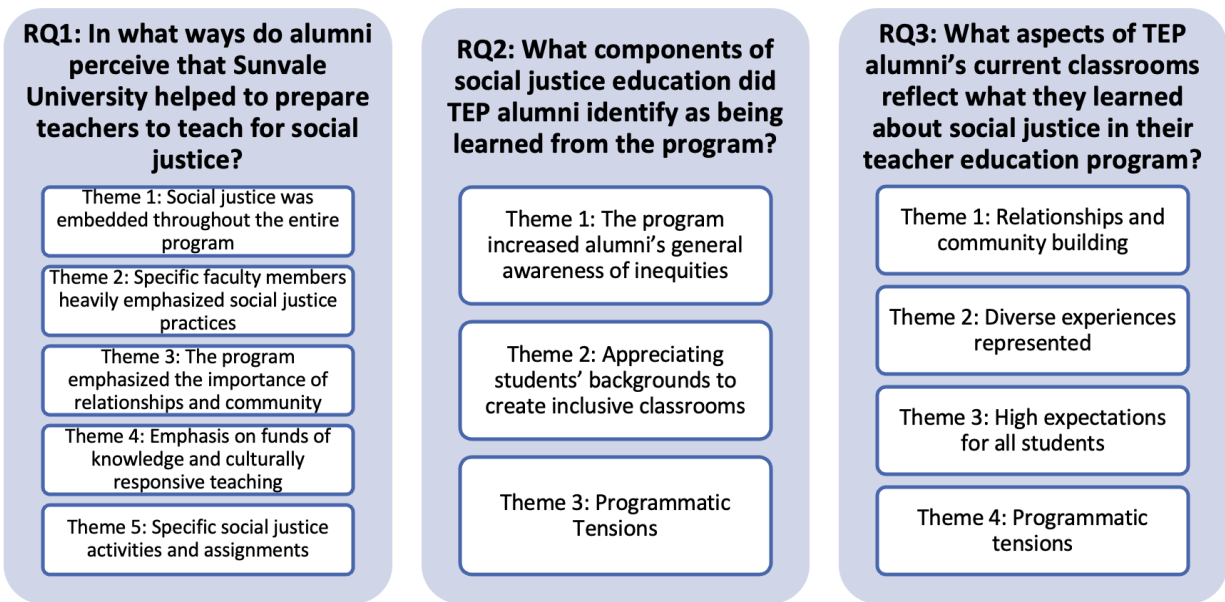 RQ1: In what ways do alumni
perceive that Sunvale
University helped to prepare
teachers to teach for social
justice?
Theme 1: Social justice was
embedded throughout the entire
program
Theme 2: Specific faculty members
heavily emphasized social justice
practices
Theme 3: The program
emphasized the importance of
relationships and community
Theme 4: Emphasis on funds of
knowledge and culturally
responsive teaching
Theme 5: Specific social justice
activities and assignments
RQ2: What components of
social justice education did
TEP alumni identify as being
learned from the program?
Theme 1: The program
increased alumni’s general
awareness of inequities
Theme 2: Appreciating
students’ backgrounds to
create inclusive classrooms
Theme 3: Programmatic
Tensions
RQ3: What aspects of TEP
alumni’s current classrooms
reflect what they learned
about social justice in their
teacher education program?
Theme 1: Relationships and
community building
Theme 2: Diverse experiences
represented
Theme 3: High expectations
for all students
Theme 4: Programmatic
tensions